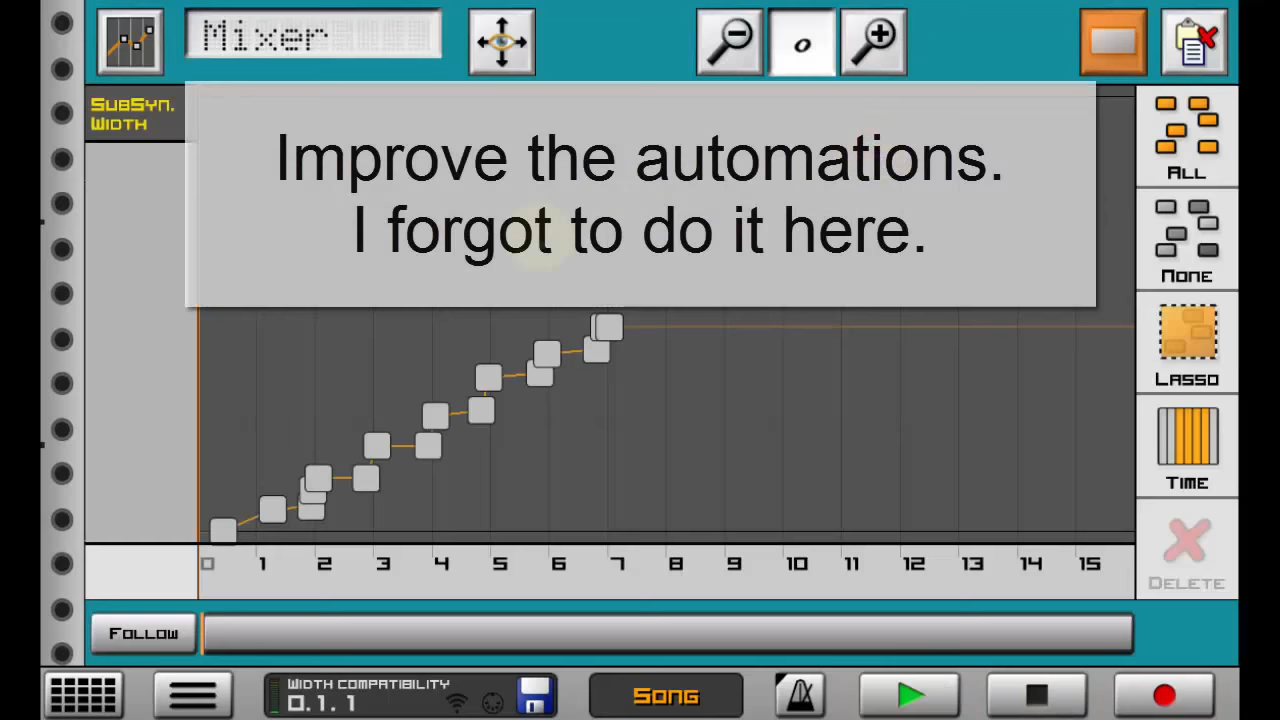 Mixer
o
SubSyn.
Width
Improve the automations.
I forgot to do it here.
All
None
Lasso
Time
Delete
0 1 2 3 4 5 6 7 8 9 10 11 12 13 14 15
Follow
Width compatibility
0.1.1
Song